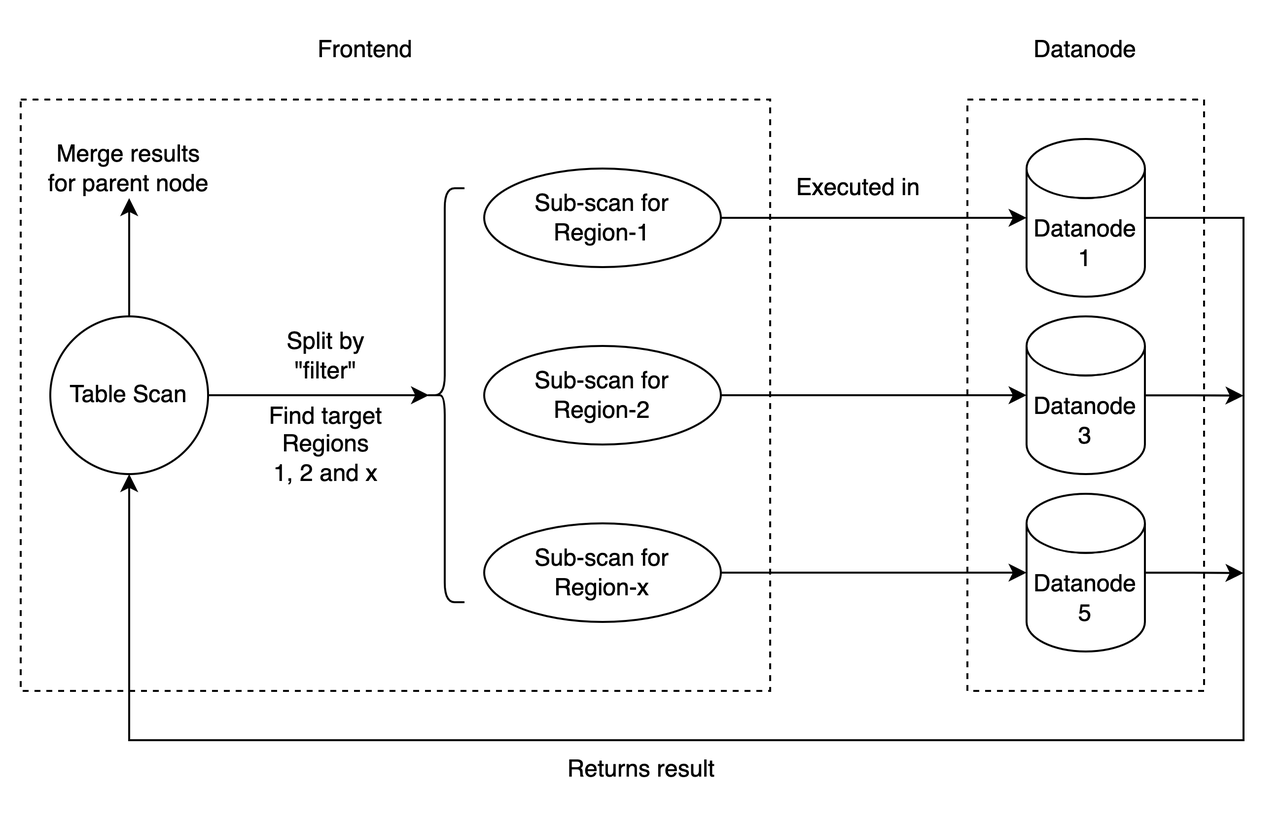 Frontend
Datanode
Merge results
for parent node
Sub-scan for
Region-1
Executed in
Datanode
1
Split by
"filter"
Table Scan
Find target
Regions
1, 2 and x
Sub-scan for
Region-2
Datanode
3
Sub-scan for
Region-x
Datanode
5
Returns result